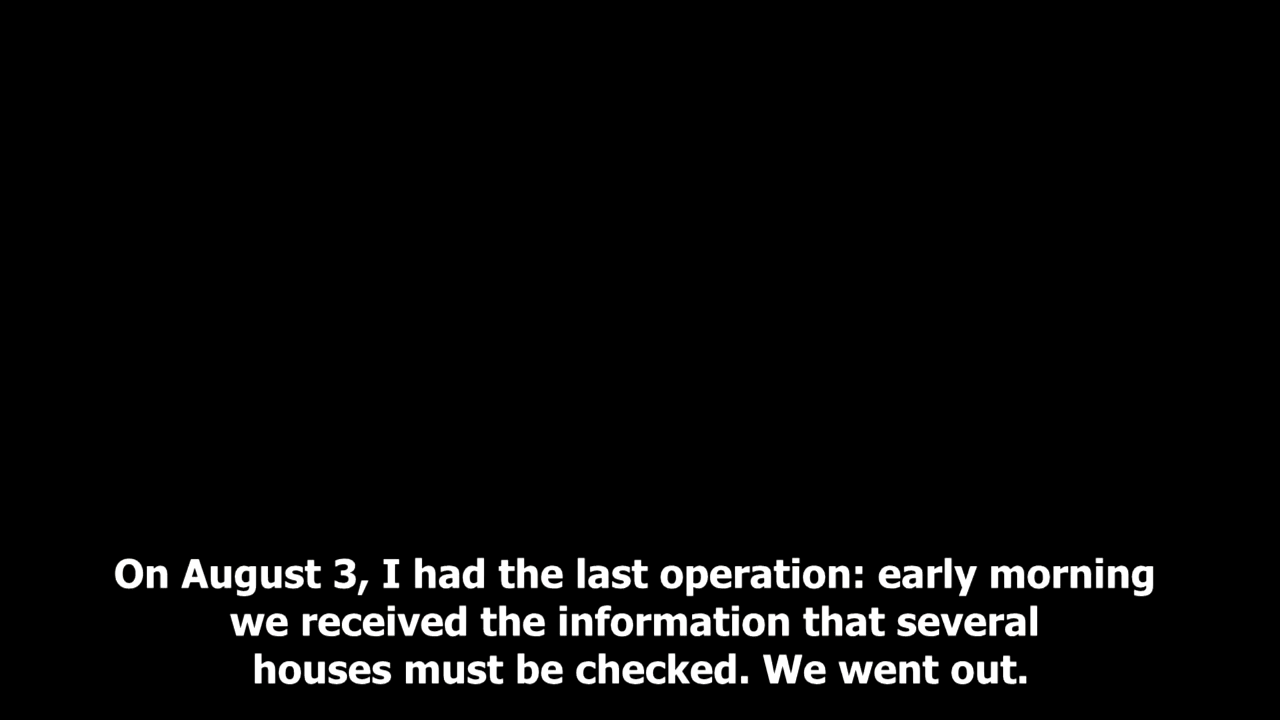 On August 3, I had the last operation: early morning
we received the information that several
houses must be checked. We went out.